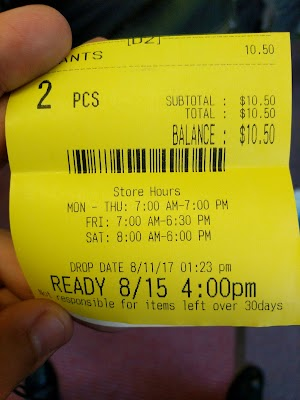 [D2]
ANTS 10.50
2 PCS
SUBTOTAL : $10.50
TOTAL : $10.50
BALANCE : $10.50
Store Hours
MON - THU: 7:00 AM-7:00 PM
FRI: 7:00 AM-6:30 PM
SAT: 8:00 AM-6:00 PM
DROP DATE 8/11/17 01:23 pm
READY 8/15 4:00pm
Not responsible for items left over 30days